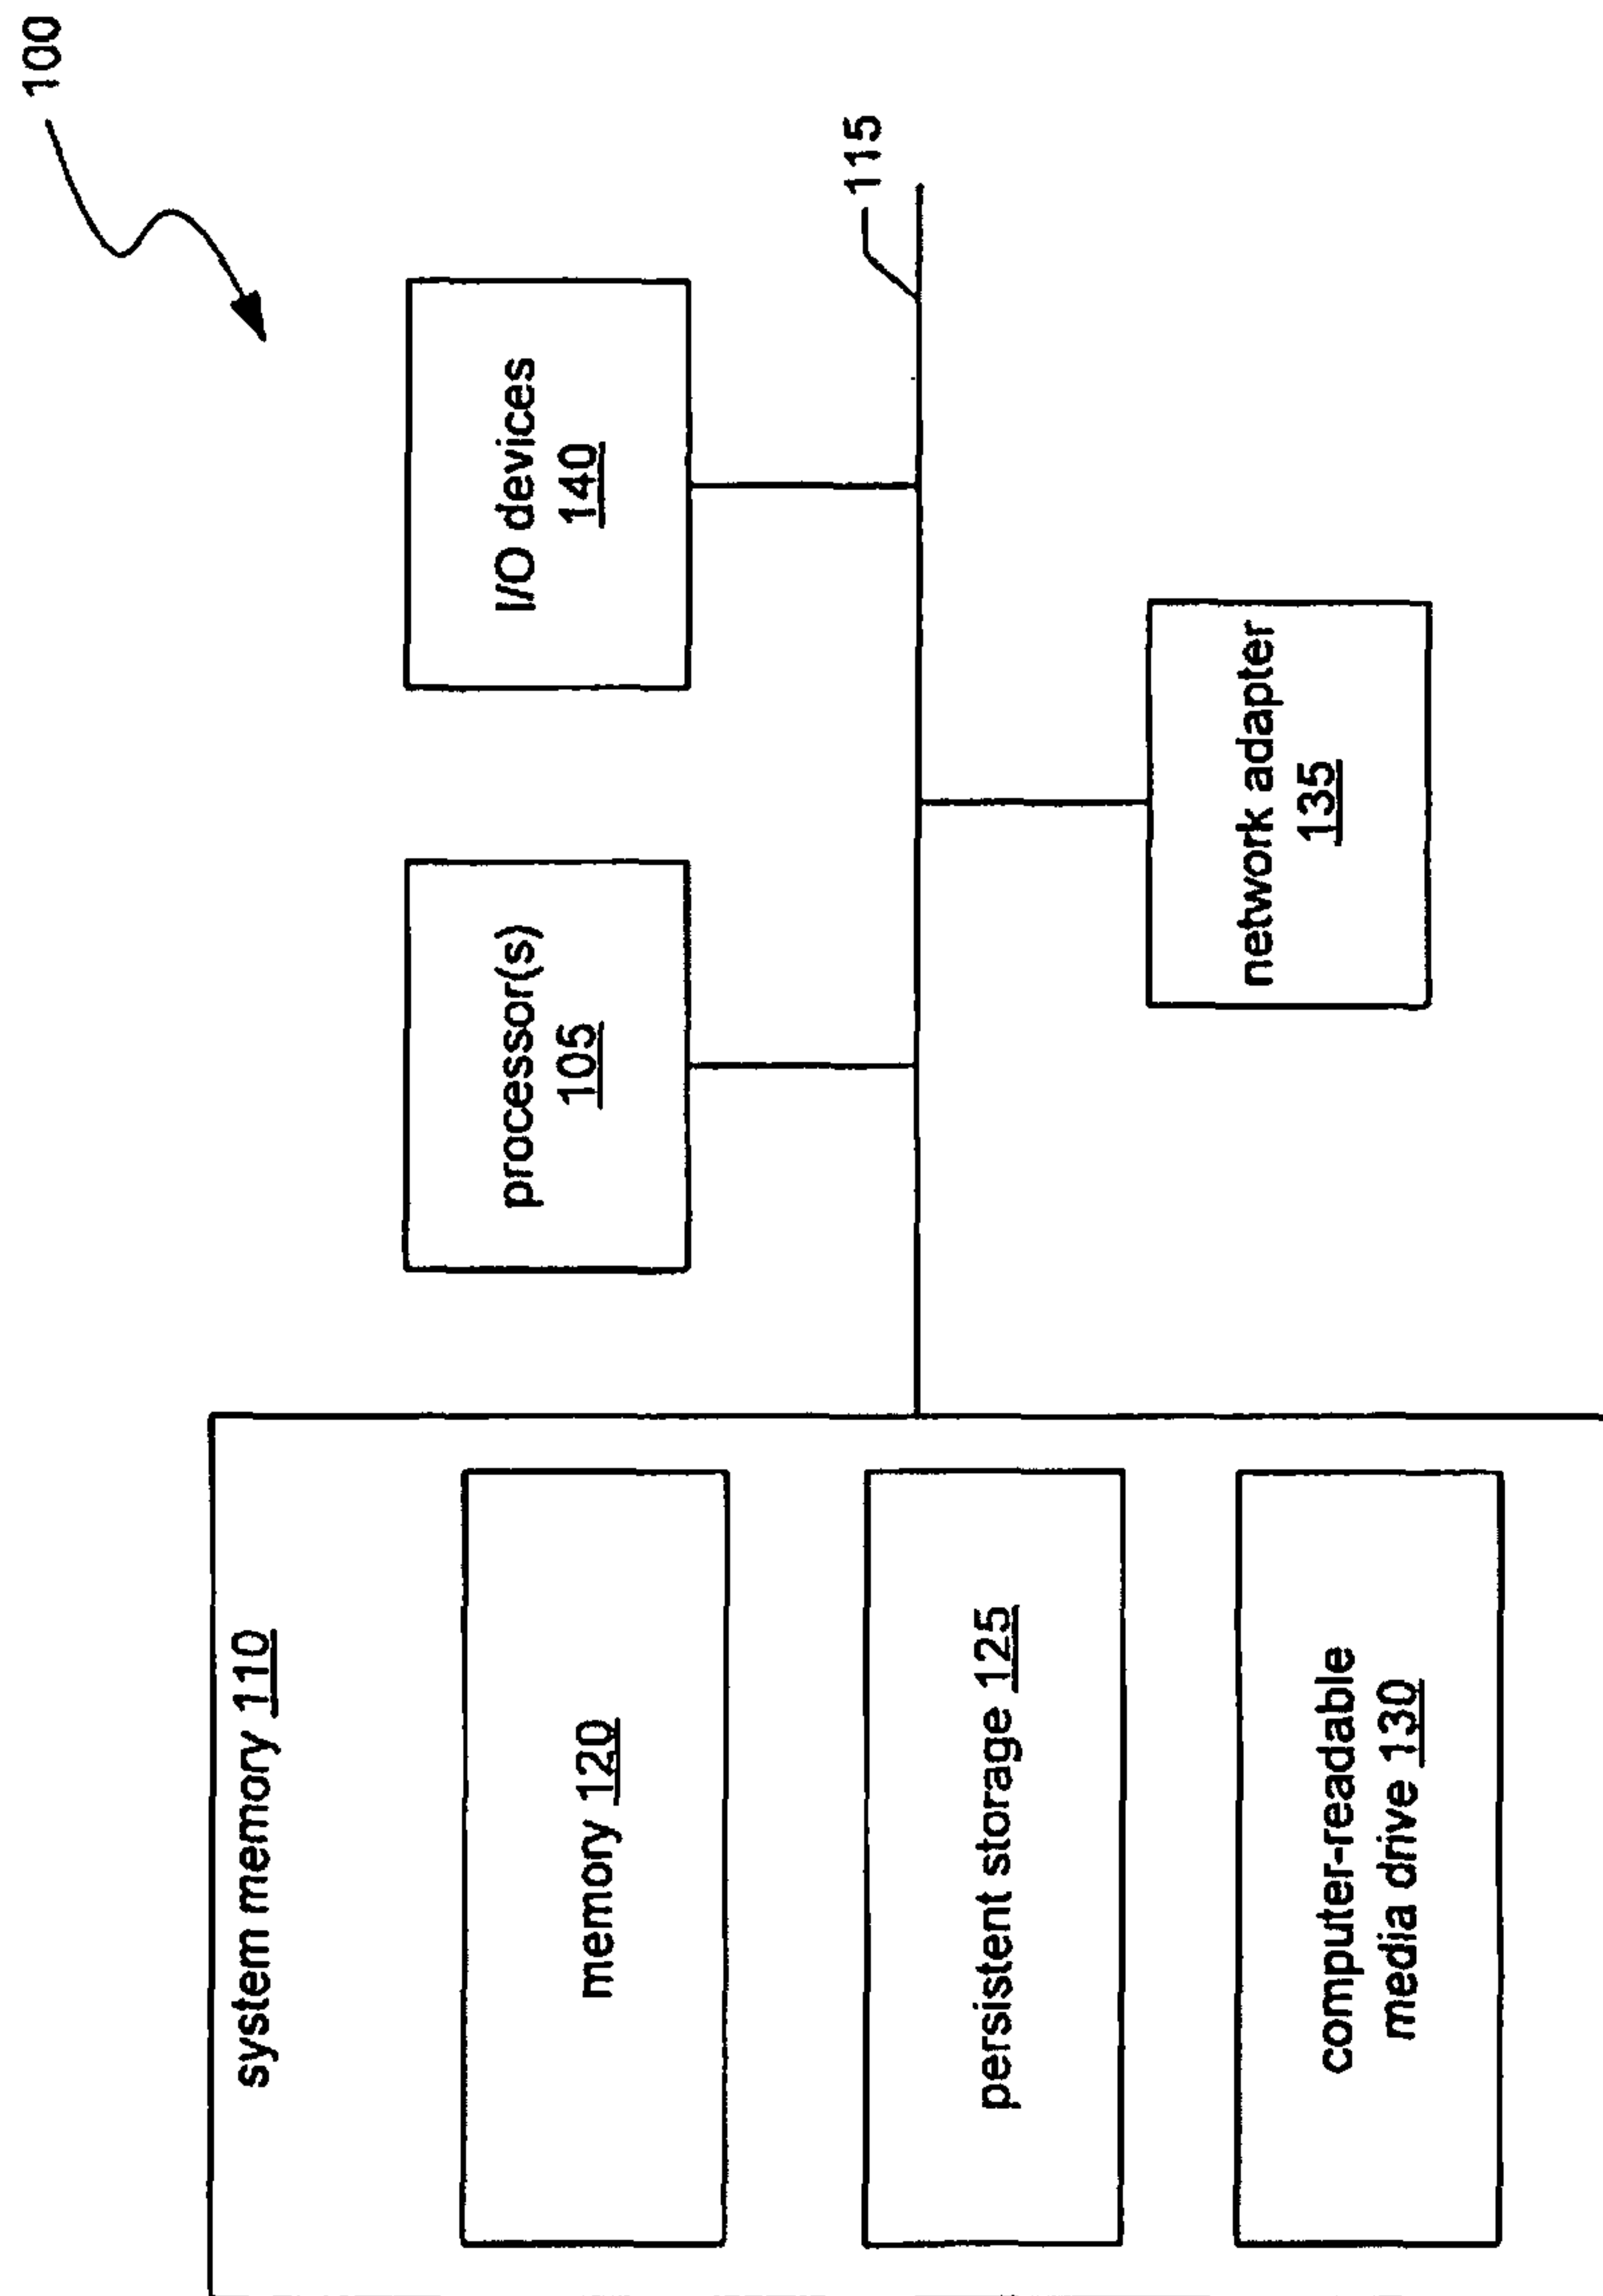 100
system memory 110
memory 120
persistent storage 125
computer-readable
media drive 130
processor(s)
105
I/O devices
140
115
network adapter
135